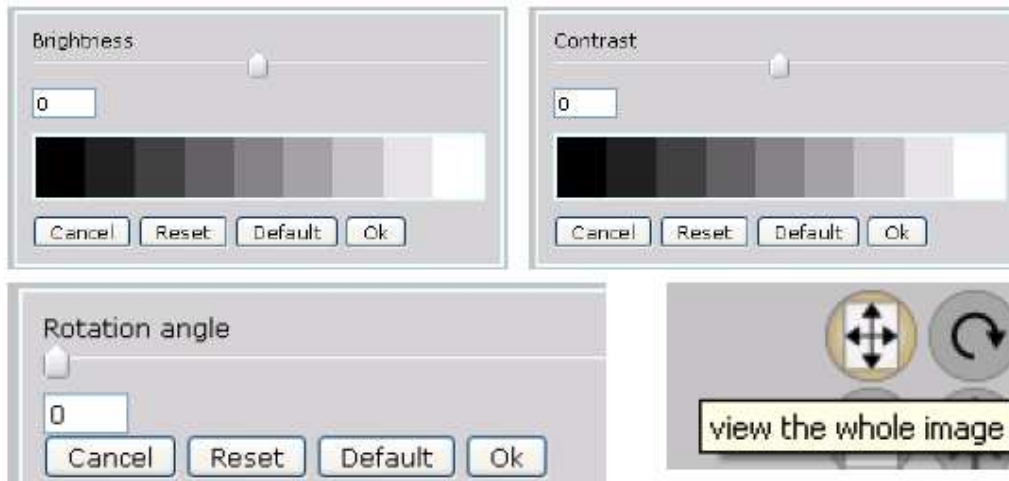 Brightness
0
Cancel Reset Default Ok
Contrast
0
Cancel Reset Default Ok
Rotation angle
0
Cancel Reset Default Ok
view the whole image